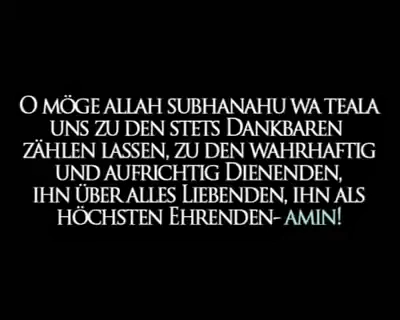 O MÖGE ALLAH SUBHANAHU WA TEALA
UNS ZU DEN STETS DANKBAREN
ZÄHLEN LASSEN, ZU DEN WAHRHAFTIG
UND AUFRICHTIG DIENENDEN,
IHN ÜBER ALLES LIEBENDEN, IHN ALS
HÖCHSTEN EHRENDEN- AMIN!